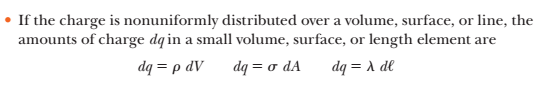 • If the charge is nonuniformly distributed over a volume, surface, or line, the
amounts of charge dq in a small volume, surface, or length element are
dq = ρ dV dq = σ dA dq = λ dℓ